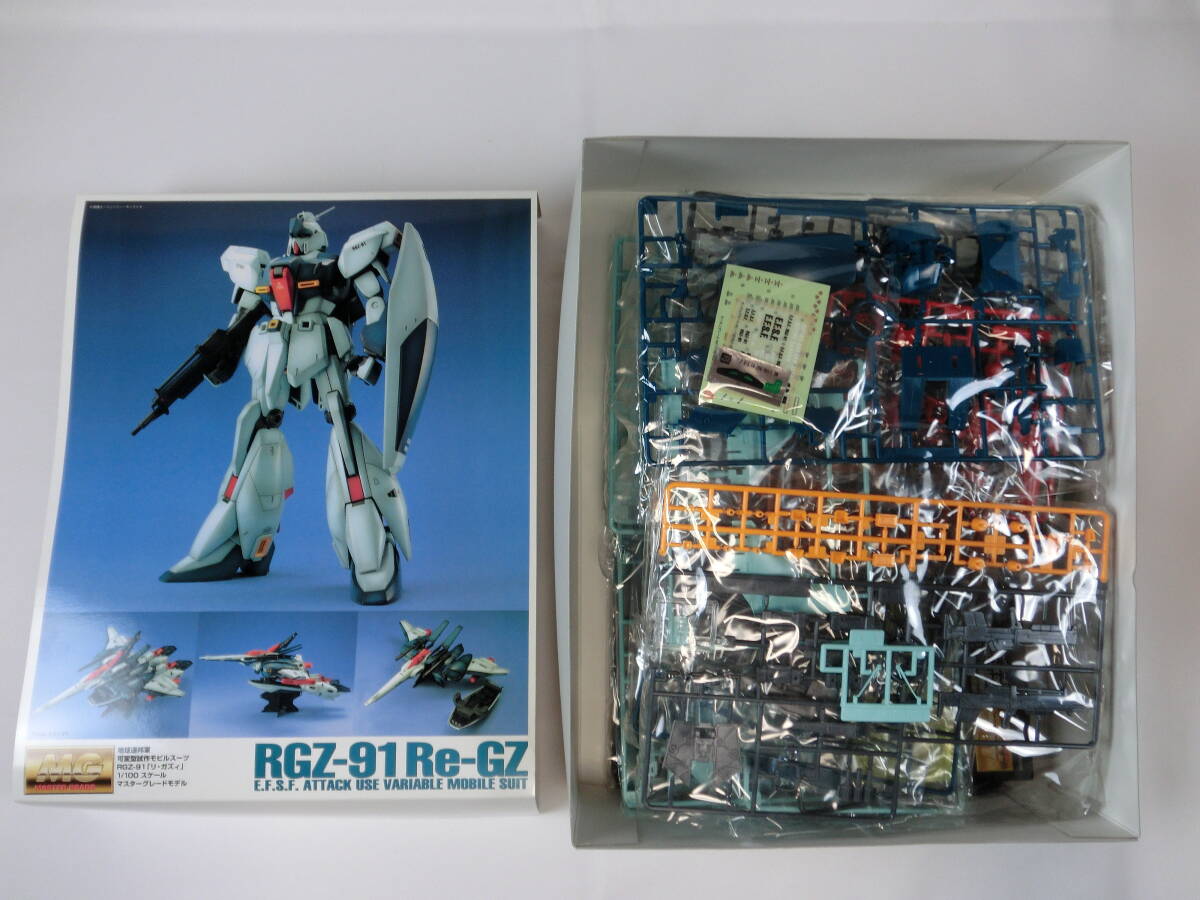 RGZ-91
MG
MASTER GRADE
地球連邦軍
可変型試作モビルスーツ
RGZ-91「リ・ガズィ」
1/100 スケール
マスターグレードモデル
RGZ-91 Re-GZ
E.F.S.F. ATTACK USE VARIABLE MOBILE SUIT
E.F.S.F.
E.F.S.F.